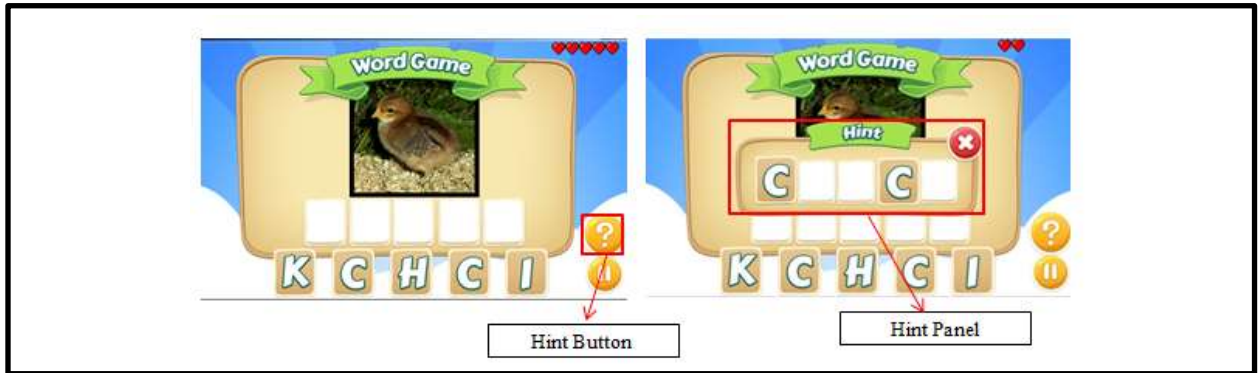 Word Game
K C H C I
Hint Button
Word Game
Hint
C C
K C H C I
Hint Panel